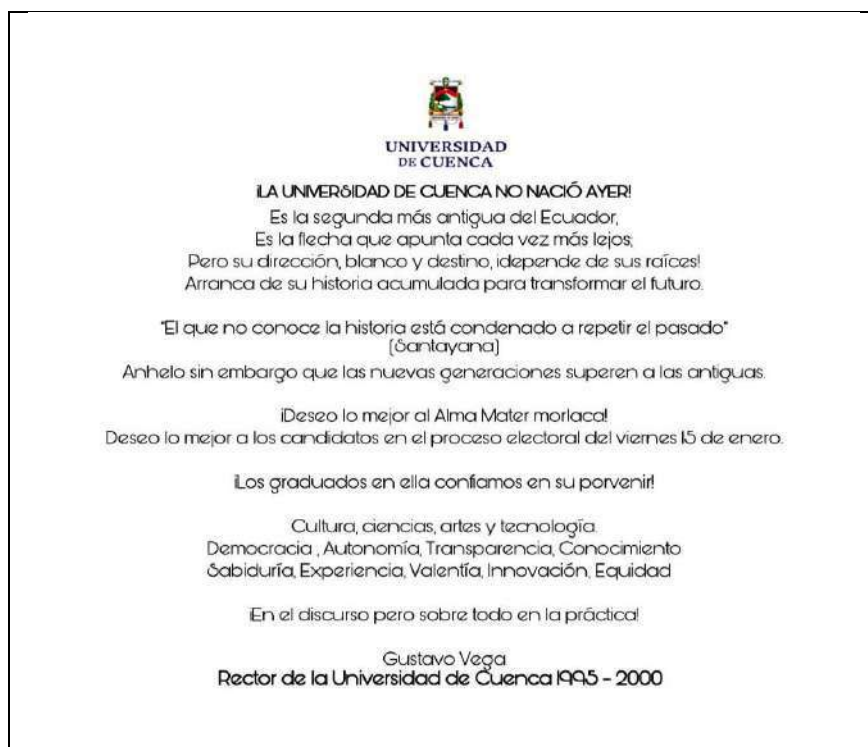 UNIVERSIDAD
DE CUENCA
¡LA UNIVERSIDAD DE CUENCA NO NACIÓ AYER!
Es la segunda más antigua del Ecuador,
Es la flecha que apunta cada vez más lejos;
Pero su dirección, blanco y destino, ¡depende de sus raíces!
Arranca de su historia acumulada para transformar el futuro.
"El que no conoce la historia está condenado a repetir el pasado"
(Santayana)
Anhelo sin embargo que las nuevas generaciones superen a las antiguas.
¡Deseo lo mejor al Alma Mater morlaca!
Deseo lo mejor a los candidatos en el proceso electoral del viernes 15 de enero.
¡Los graduados en ella confiamos en su porvenir!
Cultura, ciencias, artes y tecnología.
Democracia , Autonomía, Transparencia, Conocimiento
Sabiduría, Experiencia, Valentía, Innovación, Equidad
¡En el discurso pero sobre todo en la práctica!
Gustavo Vega
Rector de la Universidad de Cuenca 1995 - 2000